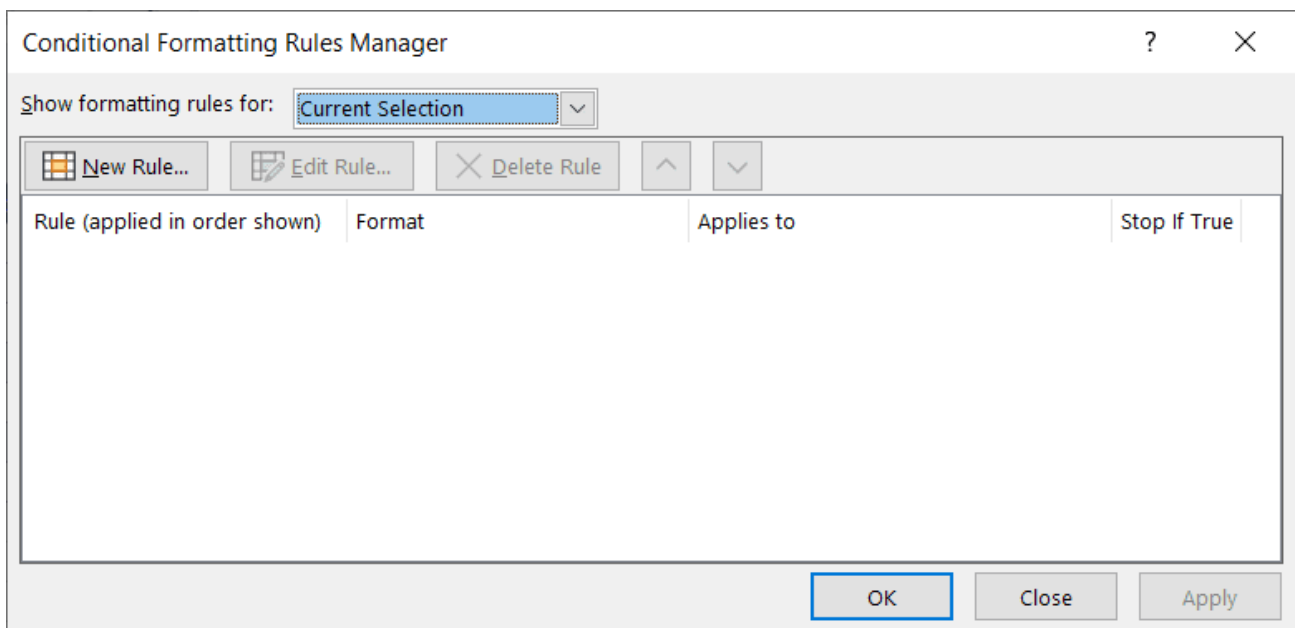 Conditional Formatting Rules Manager ?
Show formatting rules for: Current Selection
New Rule... Edit Rule... Delete Rule
Rule (applied in order shown) Format Applies to Stop If True
OK Close Apply